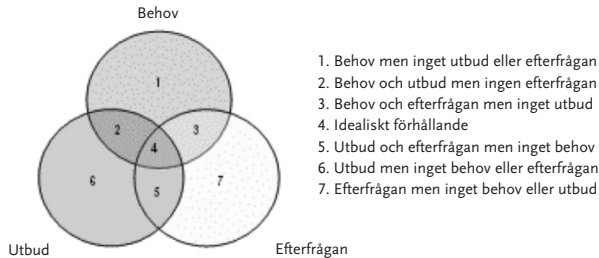 Behov
1
2
3
4
5
6
7
Utbud
Efterfrågan
1. Behov men inget utbud eller efterfrågan
2. Behov och utbud men ingen efterfrågan
3. Behov och efterfrågan men inget utbud
4. Idealiskt förhållande
5. Utbud och efterfrågan men inget behov
6. Utbud men inget behov eller efterfrågan
7. Efterfrågan men inget behov eller utbud